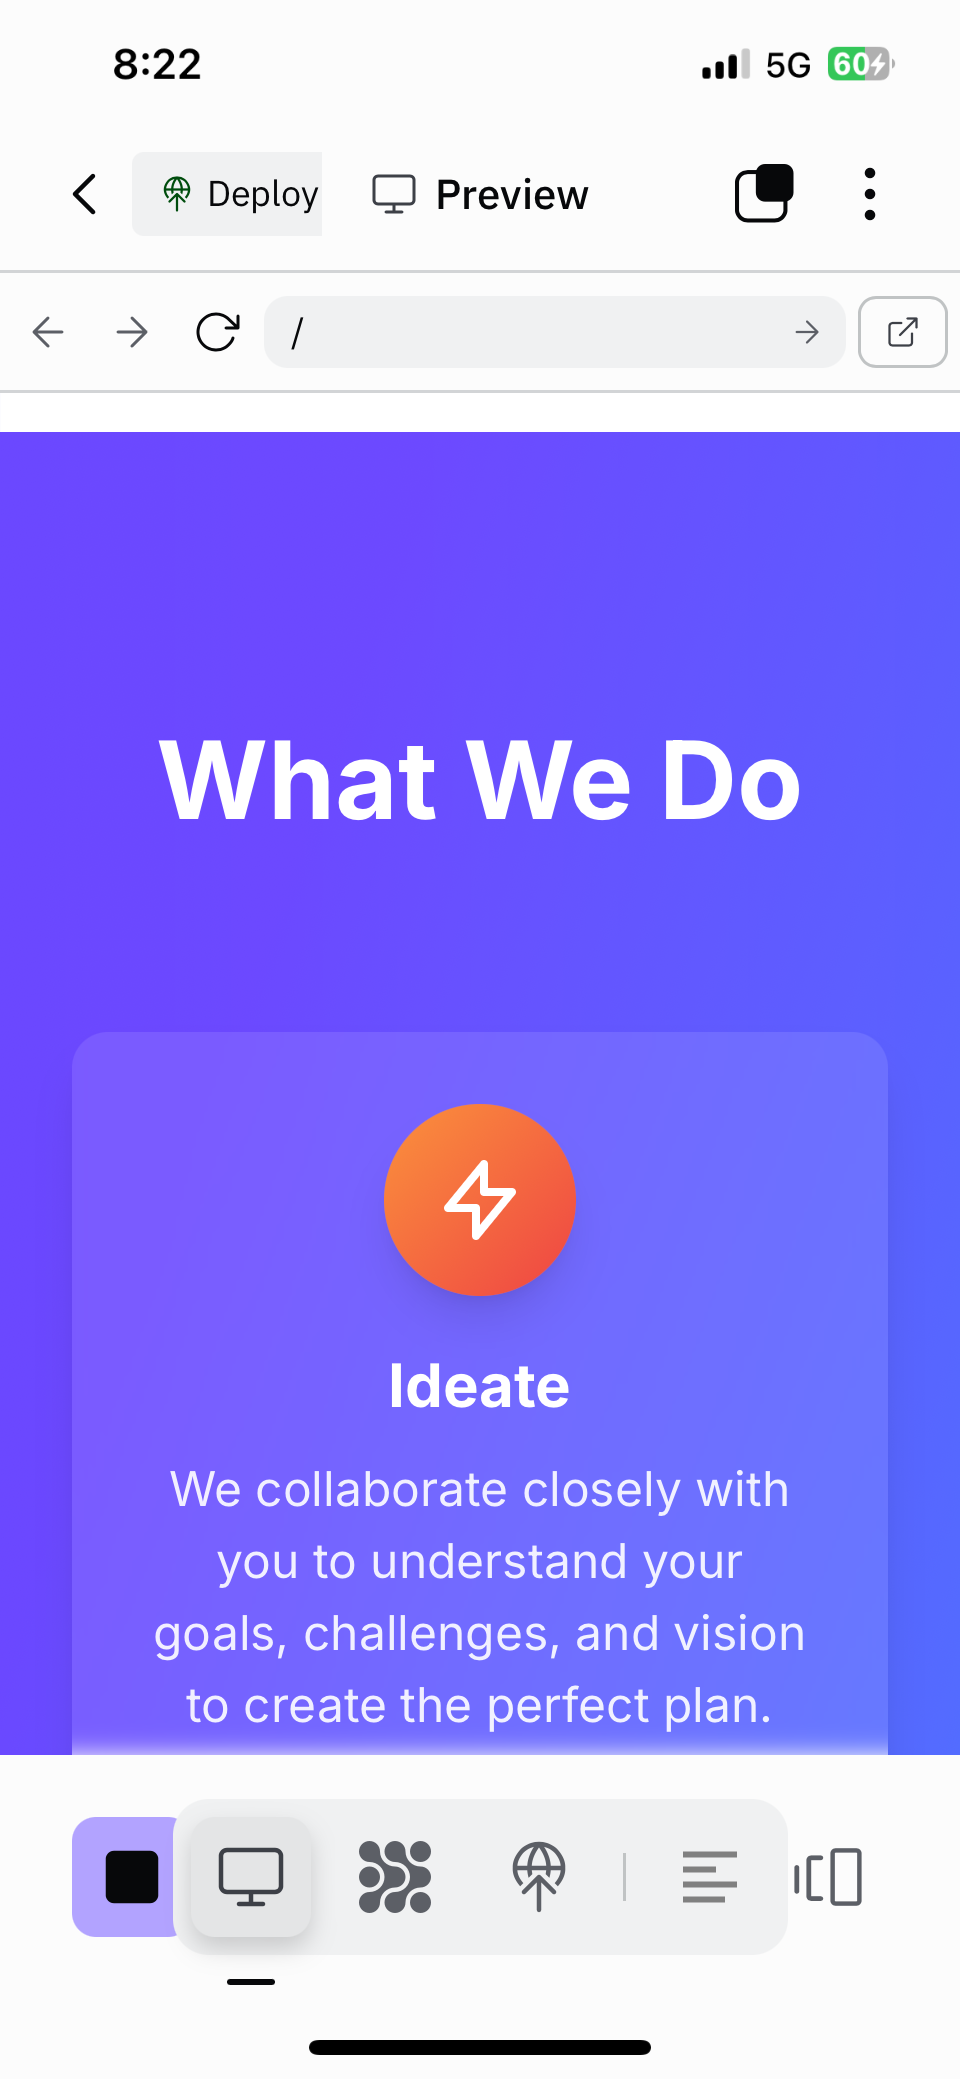 8:22
5G
60
Deploy
Preview
/
What We Do
Ideate
We collaborate closely with
you to understand your
goals, challenges, and vision
to create the perfect plan.